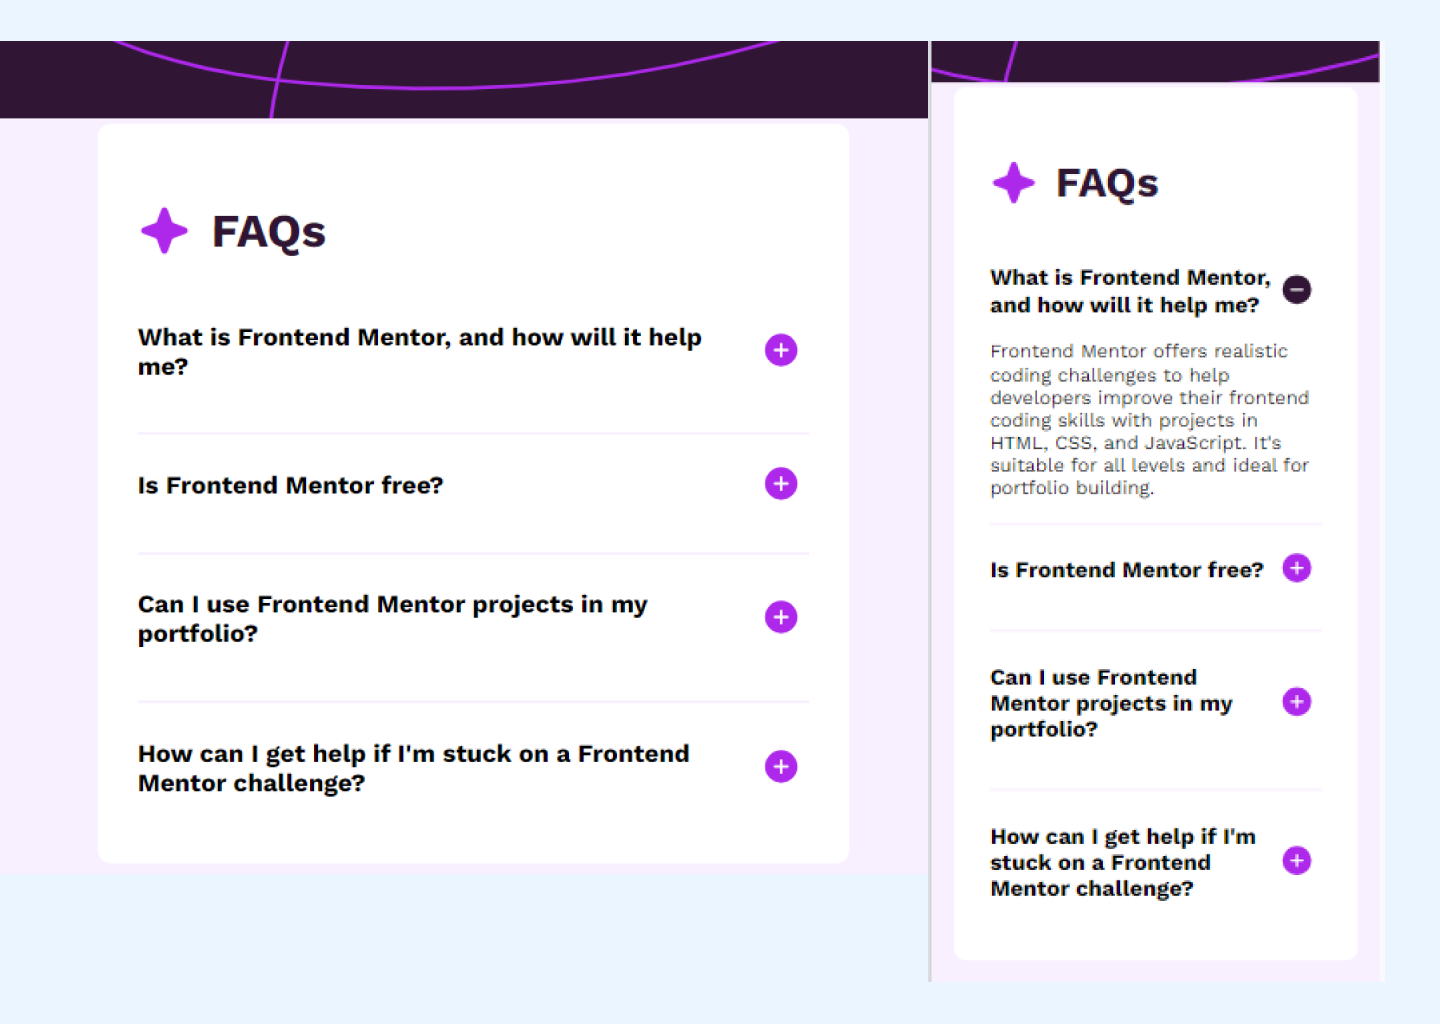 FAQs
What is Frontend Mentor, and how will it help
me?
Is Frontend Mentor free?
Can I use Frontend Mentor projects in my
portfolio?
How can I get help if I'm stuck on a Frontend
Mentor challenge?
FAQs
What is Frontend Mentor,
and how will it help me?
Frontend Mentor offers realistic
coding challenges to help
developers improve their frontend
coding skills with projects in
HTML, CSS, and JavaScript. It's
suitable for all levels and ideal for
portfolio building.
Is Frontend Mentor free?
Can I use Frontend
Mentor projects in my
portfolio?
How can I get help if I'm
stuck on a Frontend
Mentor challenge?